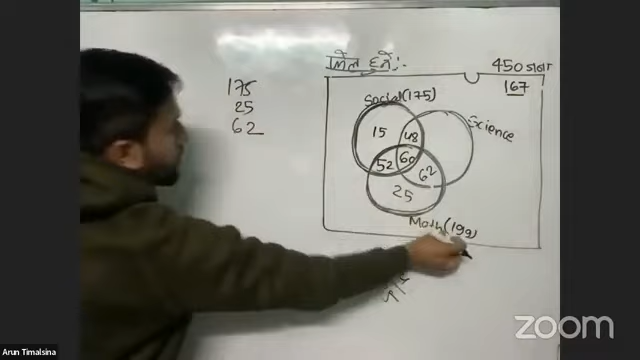 175
25
62
450 जना
167
Social (175)
Science
15
48
60
52
62
25
Math (199)
zoom
Arun Timalsina